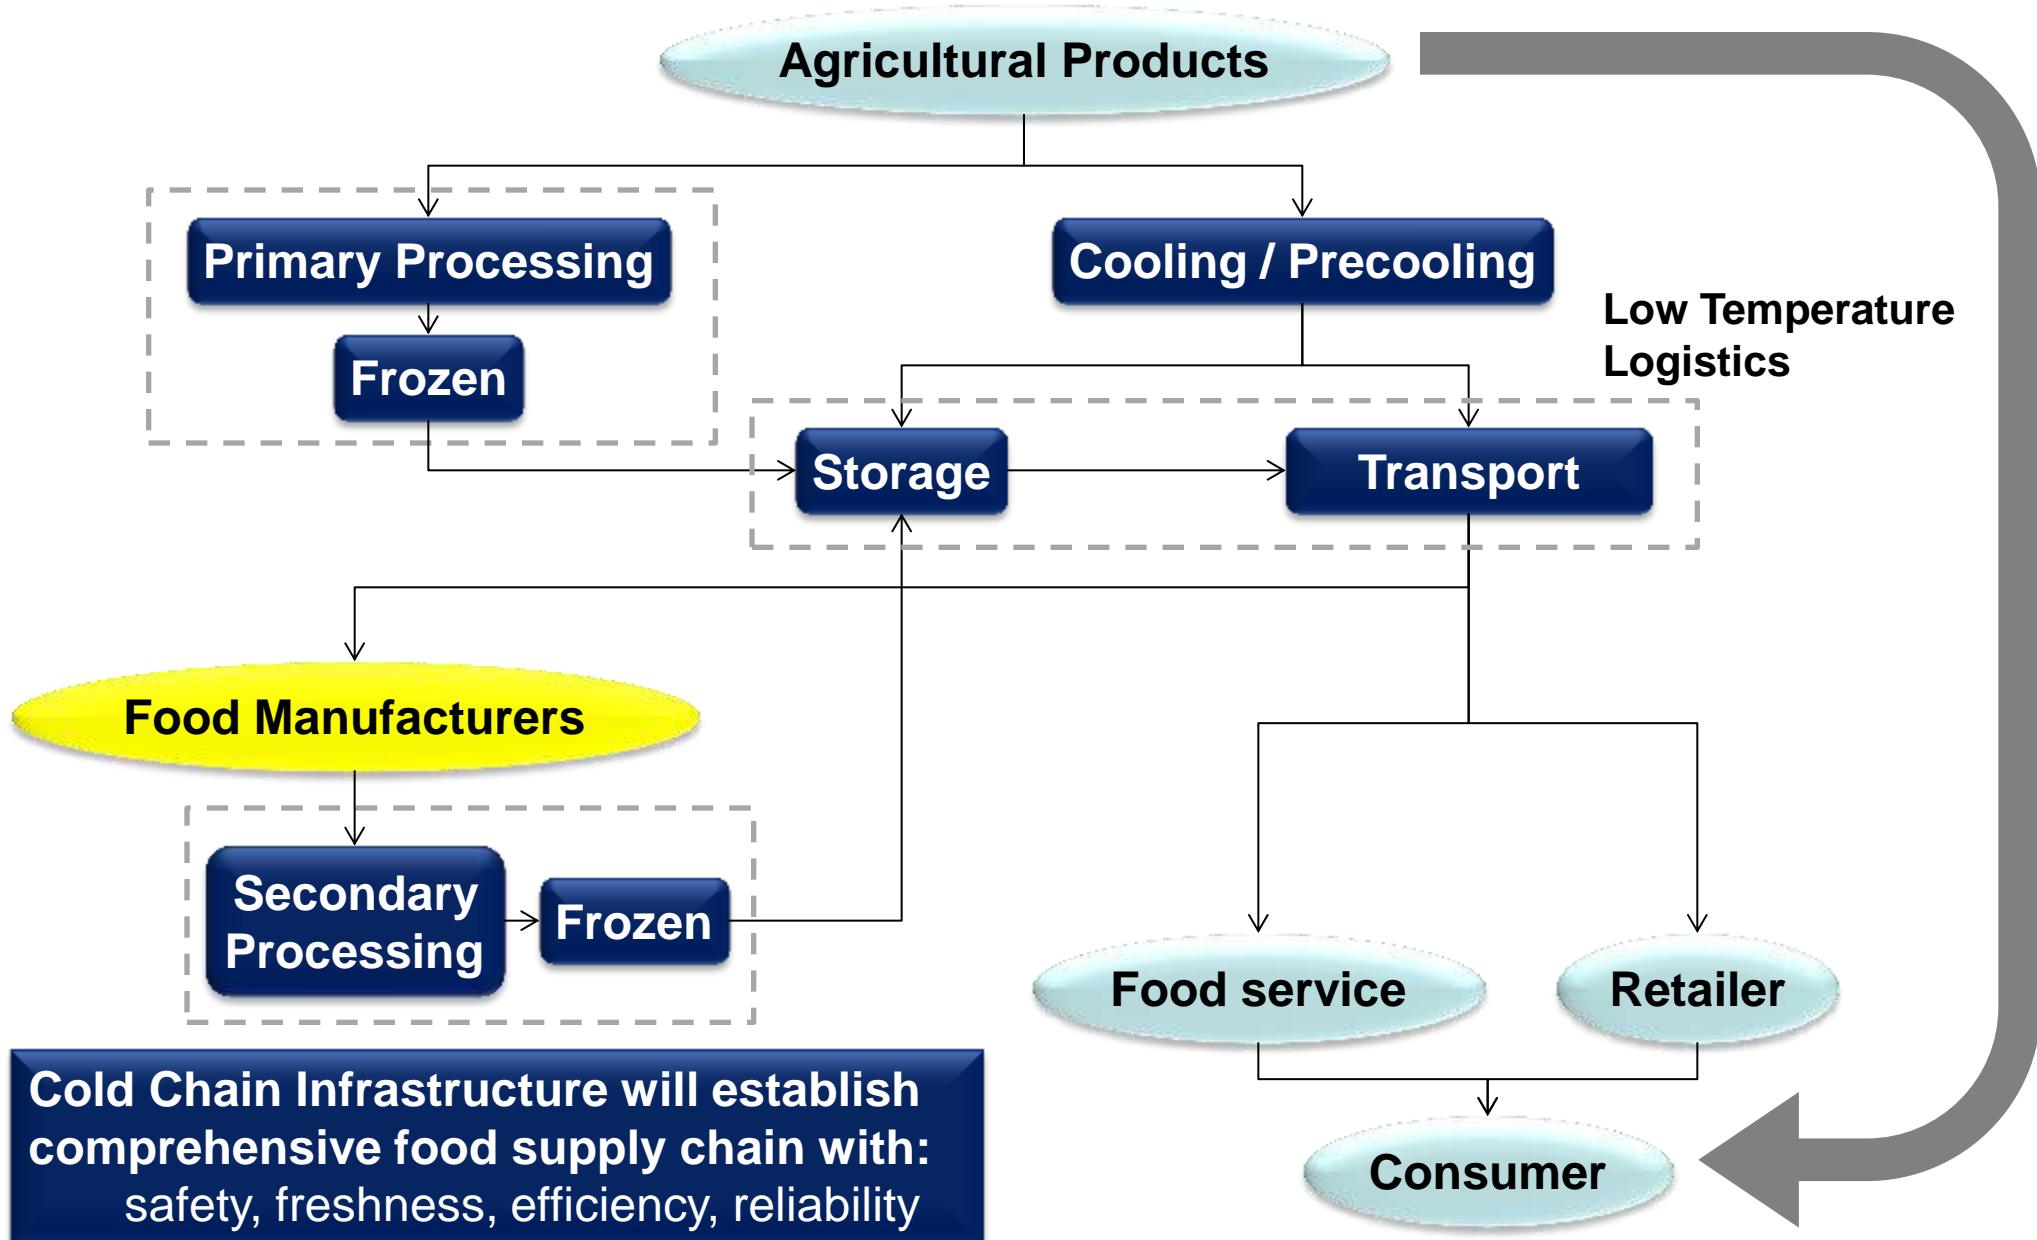 Agricultural Products
Primary Processing
Cooling / Precooling
Low Temperature
Logistics
Frozen
Storage
Transport
Food Manufacturers
Secondary
Processing
Frozen
Food service
Retailer
Cold Chain Infrastructure will establish
comprehensive food supply chain with:
safety, freshness, efficiency, reliability
Consumer